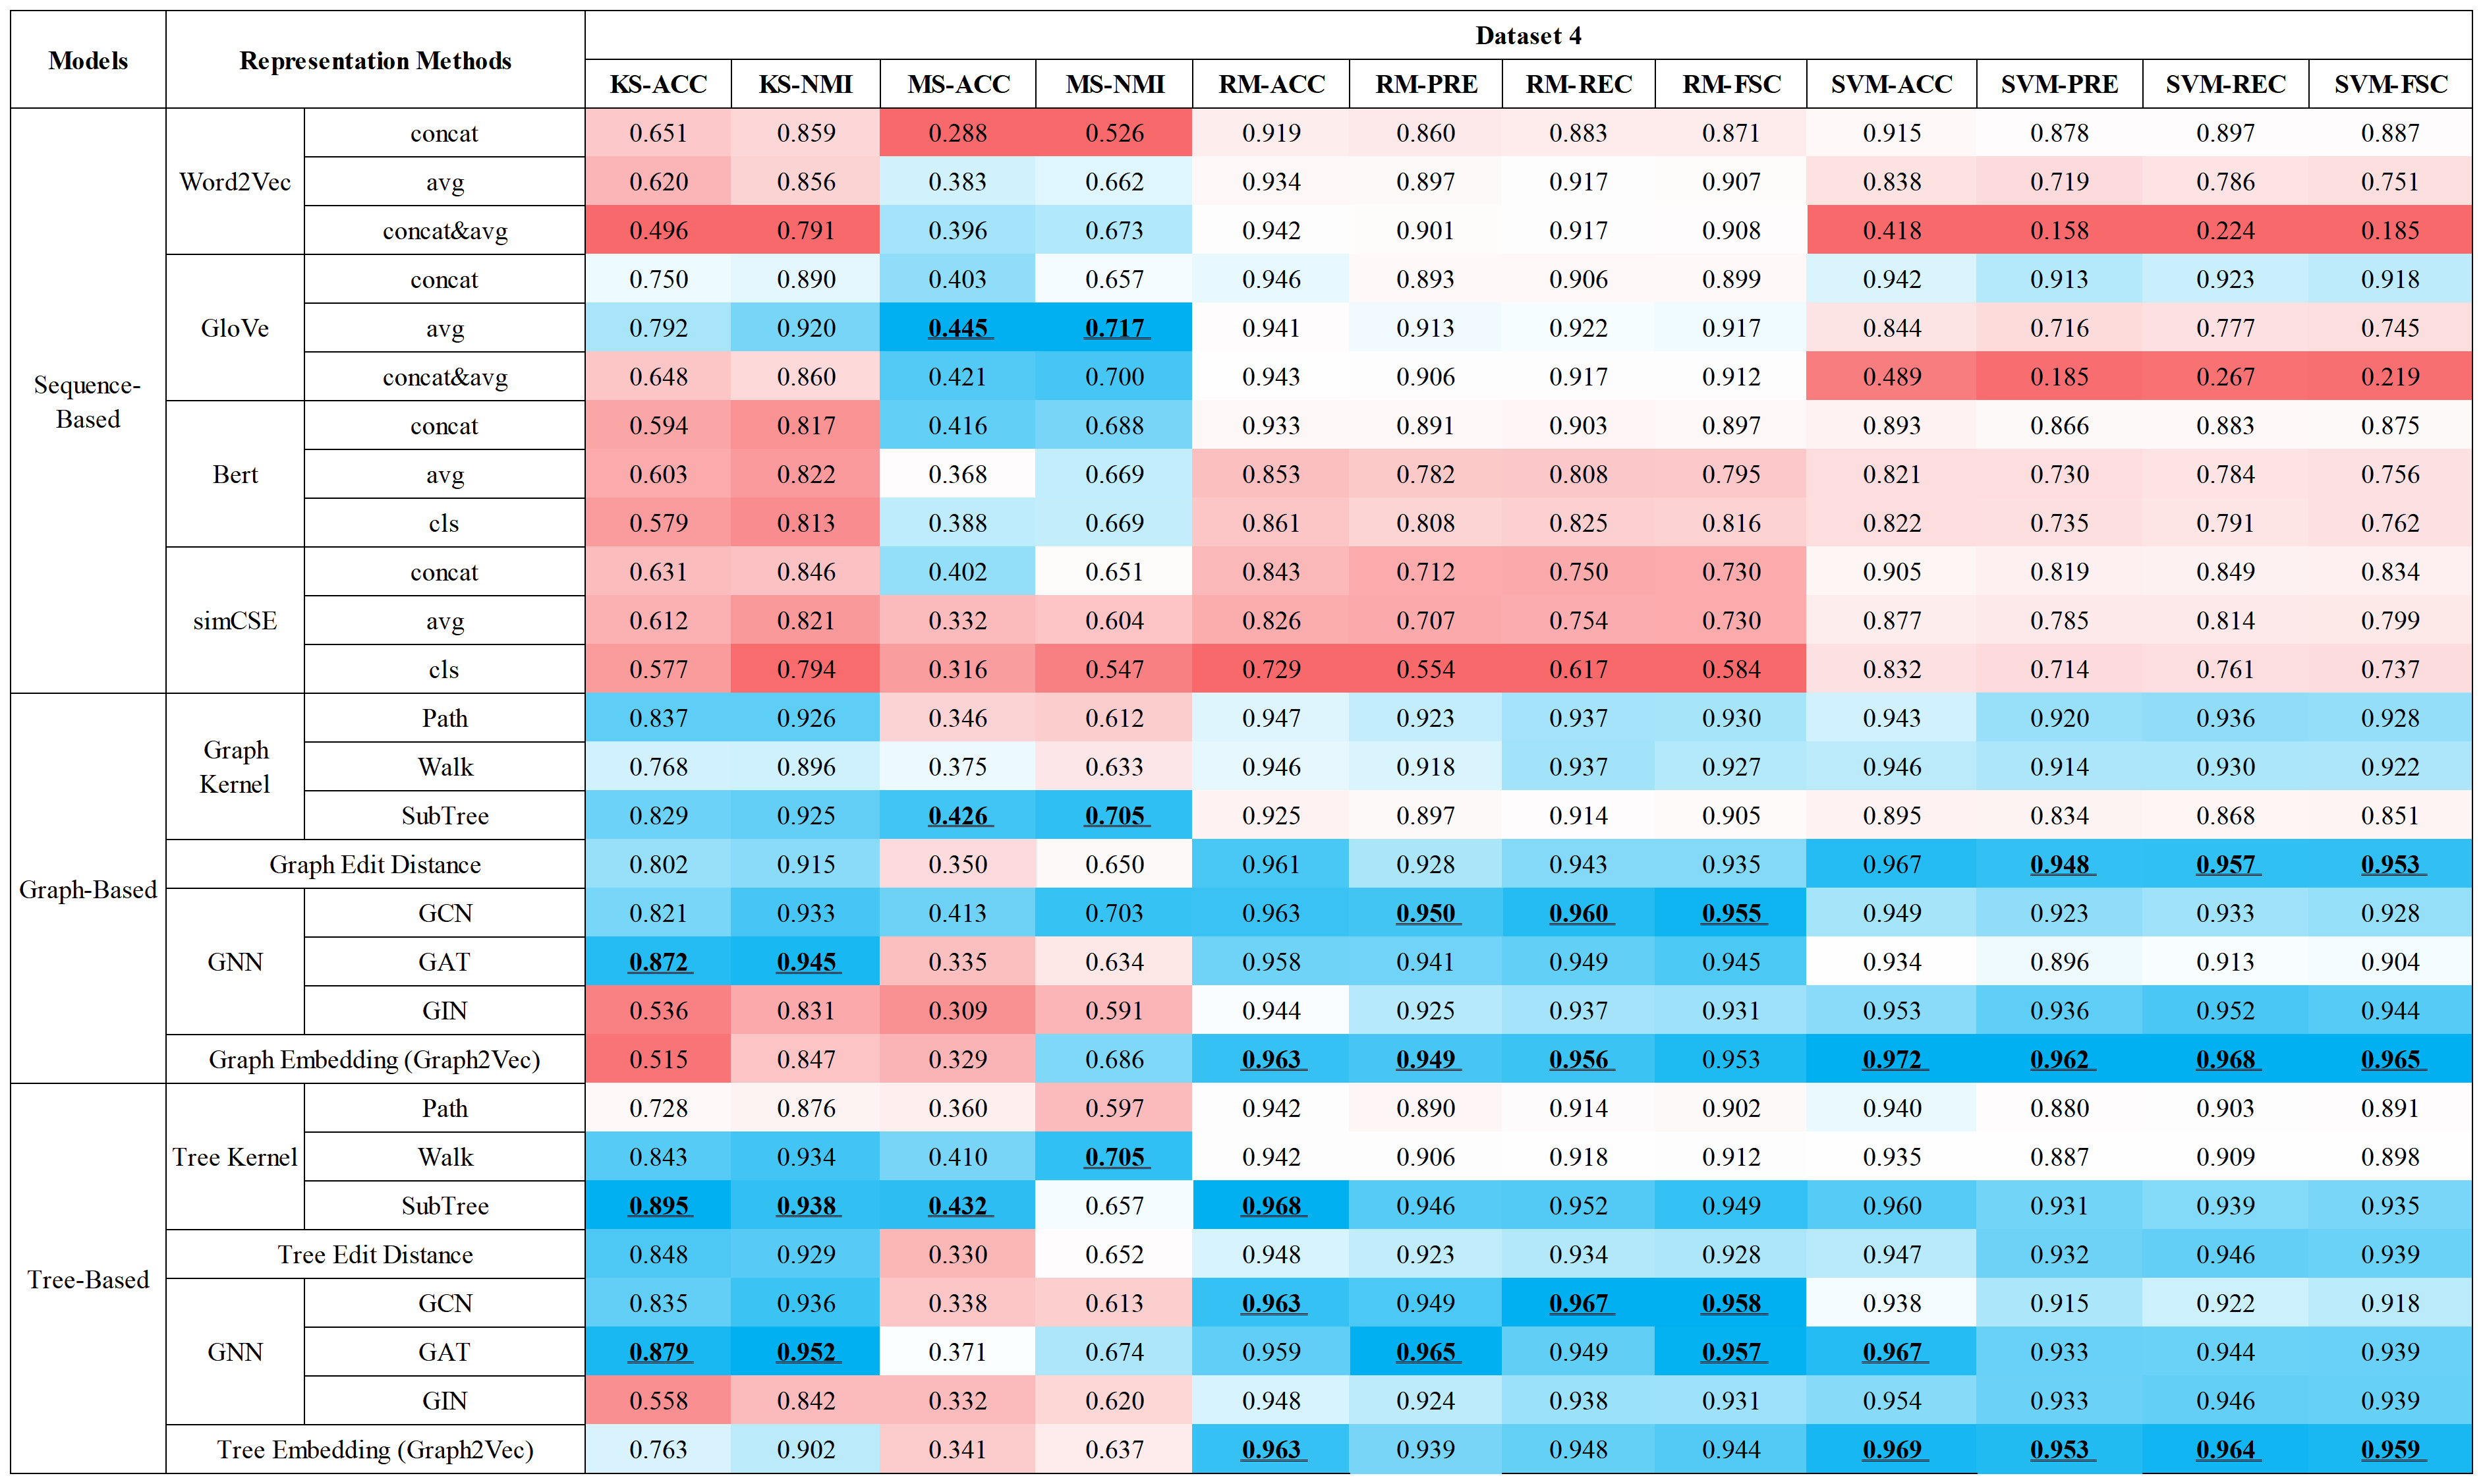 Models Representation Methods Dataset 4
KS-ACC KS-NMI MS-ACC MS-NMI RM-ACC RM-PRE RM-REC RM-FSC SVM-ACC SVM-PRE SVM-REC SVM-FSC
Sequence-Based
Word2Vec
concat 0.651 0.859 0.288 0.526 0.919 0.860 0.883 0.871 0.915 0.878 0.897 0.887
avg 0.620 0.856 0.383 0.662 0.934 0.897 0.917 0.907 0.838 0.719 0.786 0.751
concat&avg 0.496 0.791 0.396 0.673 0.942 0.901 0.917 0.908 0.418 0.158 0.224 0.185
GloVe
concat 0.750 0.890 0.403 0.657 0.946 0.893 0.906 0.899 0.942 0.913 0.923 0.918
avg 0.792 0.920 0.445 0.717 0.941 0.913 0.922 0.917 0.844 0.716 0.777 0.745
concat&avg 0.648 0.860 0.421 0.700 0.943 0.906 0.917 0.912 0.489 0.185 0.267 0.219
Bert
concat 0.594 0.817 0.416 0.688 0.933 0.891 0.903 0.897 0.893 0.866 0.883 0.875
avg 0.603 0.822 0.368 0.669 0.853 0.782 0.808 0.795 0.821 0.730 0.784 0.756
cls 0.579 0.813 0.388 0.669 0.861 0.808 0.825 0.816 0.822 0.735 0.791 0.762
simCSE
concat 0.631 0.846 0.402 0.651 0.843 0.712 0.750 0.730 0.905 0.819 0.849 0.834
avg 0.612 0.821 0.332 0.604 0.826 0.707 0.754 0.730 0.877 0.785 0.814 0.799
cls 0.577 0.794 0.316 0.547 0.729 0.554 0.617 0.584 0.832 0.714 0.761 0.737
Graph-Based
Graph Kernel
Path 0.837 0.926 0.346 0.612 0.947 0.923 0.937 0.930 0.943 0.920 0.936 0.928
Walk 0.768 0.896 0.375 0.633 0.946 0.918 0.937 0.927 0.946 0.914 0.930 0.922
SubTree 0.829 0.925 0.426 0.705 0.925 0.897 0.914 0.905 0.895 0.834 0.868 0.851
Graph Edit Distance 0.802 0.915 0.350 0.650 0.961 0.928 0.943 0.935 0.967 0.948 0.957 0.953
GNN
GCN 0.821 0.933 0.413 0.703 0.963 0.950 0.960 0.955 0.949 0.923 0.933 0.928
GAT 0.872 0.945 0.335 0.634 0.958 0.941 0.949 0.945 0.934 0.896 0.913 0.904
GIN 0.536 0.831 0.309 0.591 0.944 0.925 0.937 0.931 0.953 0.936 0.952 0.944
Graph Embedding (Graph2Vec) 0.515 0.847 0.329 0.686 0.963 0.949 0.956 0.953 0.972 0.962 0.968 0.965
Tree-Based
Tree Kernel
Path 0.728 0.876 0.360 0.597 0.942 0.890 0.914 0.902 0.940 0.880 0.903 0.891
Walk 0.843 0.934 0.410 0.705 0.942 0.906 0.918 0.912 0.935 0.887 0.909 0.898
SubTree 0.895 0.938 0.432 0.657 0.968 0.946 0.952 0.949 0.960 0.931 0.939 0.935
Tree Edit Distance 0.848 0.929 0.330 0.652 0.948 0.923 0.934 0.928 0.947 0.932 0.946 0.939
GNN
GCN 0.835 0.936 0.338 0.613 0.963 0.949 0.967 0.958 0.938 0.915 0.922 0.918
GAT 0.879 0.952 0.371 0.674 0.959 0.965 0.949 0.957 0.967 0.933 0.944 0.939
GIN 0.558 0.842 0.332 0.620 0.948 0.924 0.938 0.931 0.954 0.933 0.946 0.939
Tree Embedding (Graph2Vec) 0.763 0.902 0.341 0.637 0.963 0.939 0.948 0.944 0.969 0.953 0.964 0.959